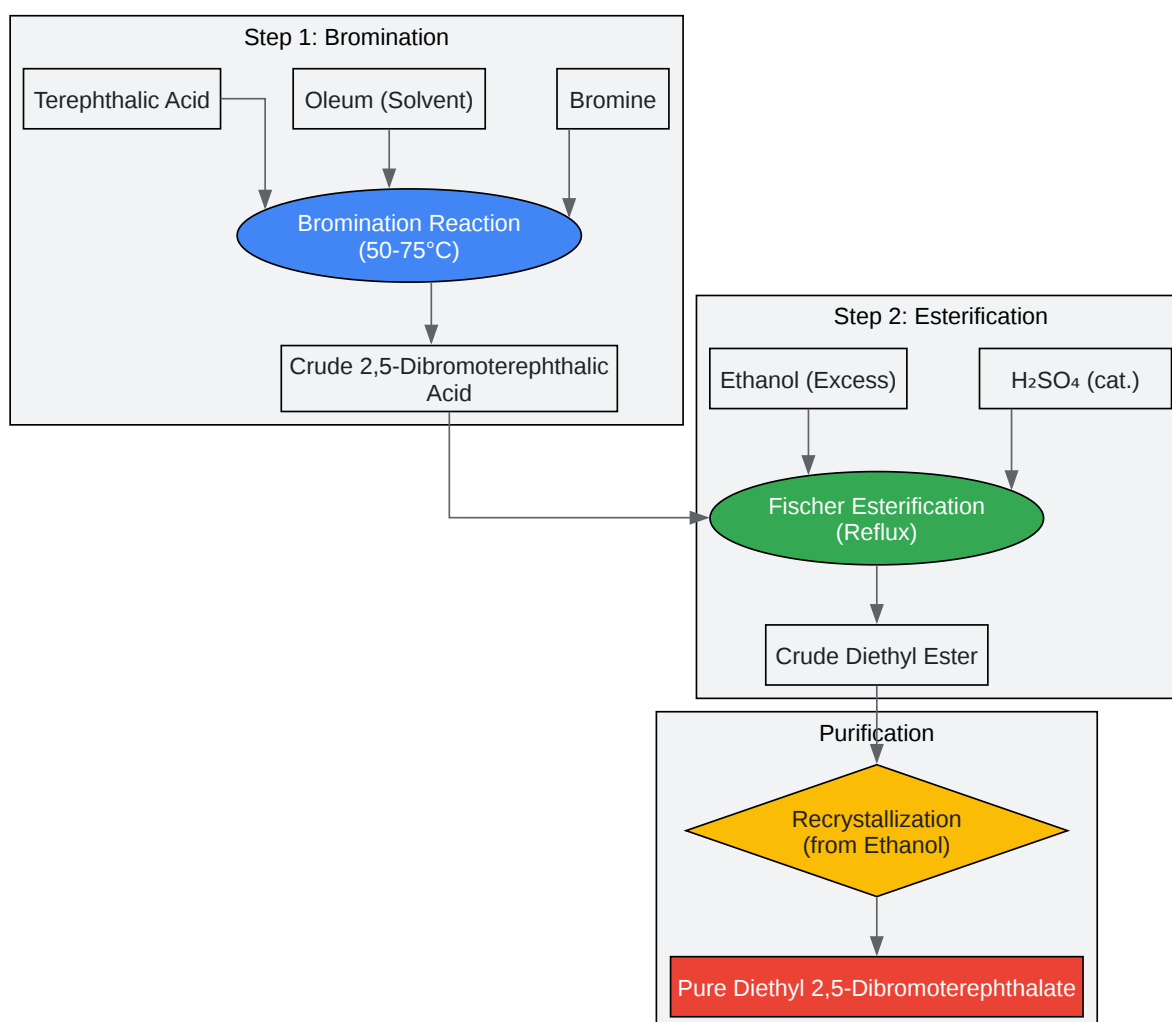 Step 1: Bromination
Terephthalic Acid
Oleum (Solvent)
Bromine
Bromination Reaction
(50-75°C)
Crude 2,5-Dibromoterephthalic
Acid
Step 2: Esterification
Ethanol (Excess)
H₂SO₄ (cat.)
Fischer Esterification
(Reflux)
Crude Diethyl Ester
Purification
Recrystallization
(from Ethanol)
Pure Diethyl 2,5-Dibromoterephthalate